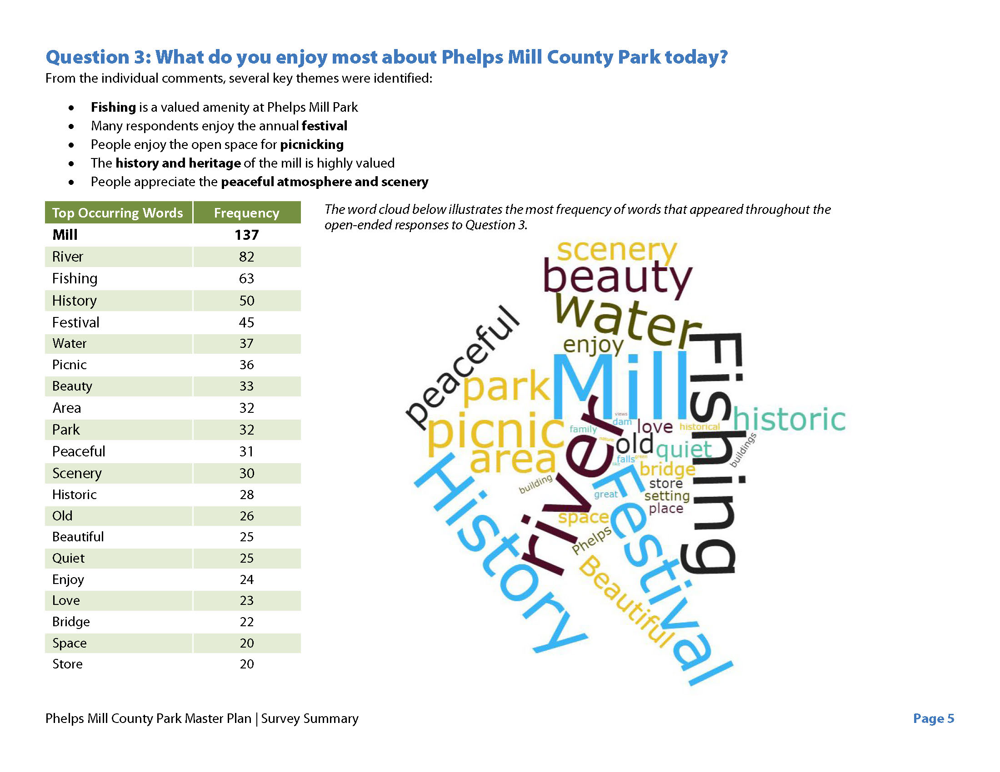 Question 3: What do you enjoy most about Phelps Mill County Park today?
From the individual comments, several key themes were identified:
• Fishing is a valued amenity at Phelps Mill Park
• Many respondents enjoy the annual festival
• People enjoy the open space for picnicking
• The history and heritage of the mill is highly valued
• People appreciate the peaceful atmosphere and scenery
Top Occurring Words Frequency
Mill 137
River 82
Fishing 63
History 50
Festival 45
Water 37
Picnic 36
Beauty 33
Area 32
Park 32
Peaceful 31
Scenery 30
Historic 28
Old 26
Beautiful 25
Quiet 25
Enjoy 24
Love 23
Bridge 22
Space 20
Store 20
The word cloud below illustrates the most frequency of words that appeared throughout the
open-ended responses to Question 3.
scenery
beauty
water
peaceful
enjoy
Mill
Fishing
park
picnic
area
river
views
dam
love
historical
historic
family
nature
old
quiet
buildings
falls
green
like
bridge
History
building
great
Festival
store
setting
place
space
Phelps
Beautiful
Phelps Mill County Park Master Plan | Survey Summary
Page 5